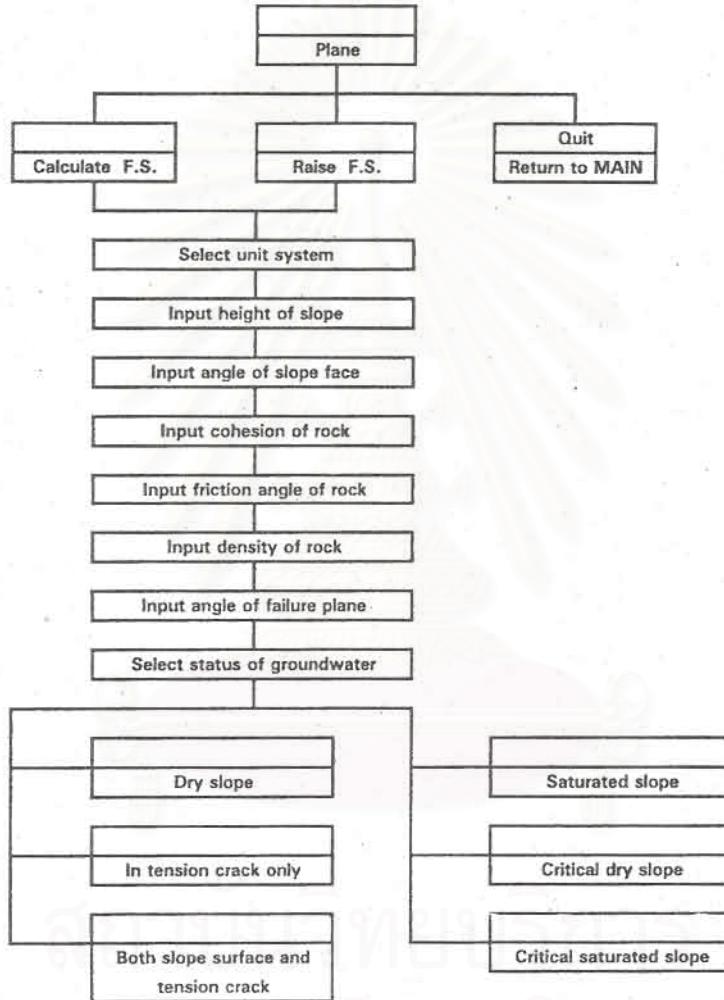 Plane
Calculate F.S.
Raise F.S.
Quit
Return to MAIN
Select unit system
Input height of slope
Input angle of slope face
Input cohesion of rock
Input friction angle of rock
Input density of rock
Input angle of failure plane
Select status of groundwater
Dry slope
Saturated slope
In tension crack only
Critical dry slope
Both slope surface and
tension crack
Critical saturated slope